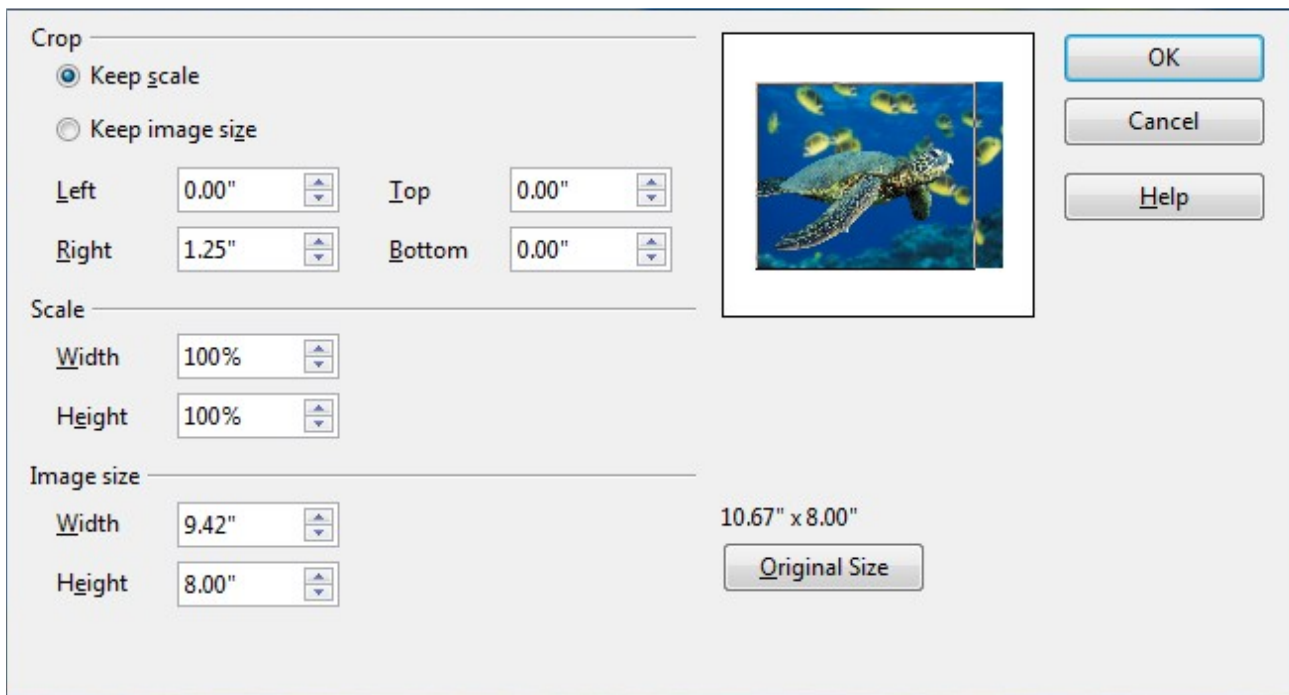 Crop
Keep scale
Keep image size
Left 0.00" Top 0.00"
Right 1.25" Bottom 0.00"
Scale
Width 100%
Height 100%
Image size
Width 9.42"
Height 8.00"
10.67" x 8.00"
Original Size
OK
Cancel
Help